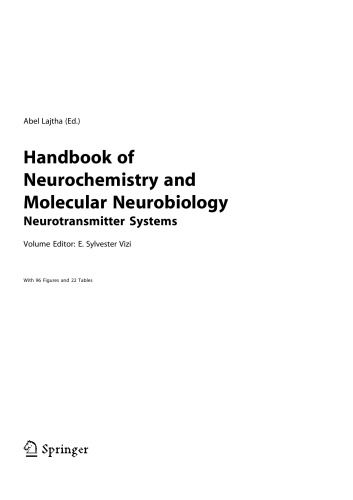 Abel Lajtha (Ed.)
Handbook of
Neurochemistry and
Molecular Neurobiology
Neurotransmitter Systems
Volume Editor: E. Sylvester Vizi
With 96 Figures and 22 Tables
Springer